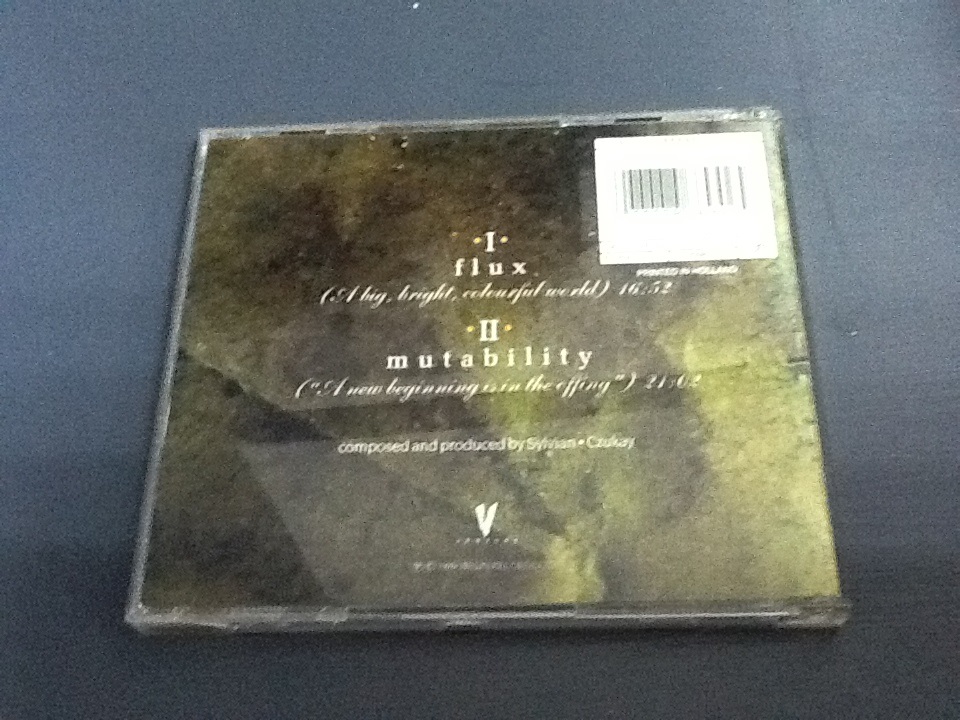 PRINTED IN HOLLAND
·I·
flux
(A big, bright, colourful world) 16:52
·II·
mutability
("A new beginning is in the offing") 21:02
composed and produced by Sylvian • Czukay
V